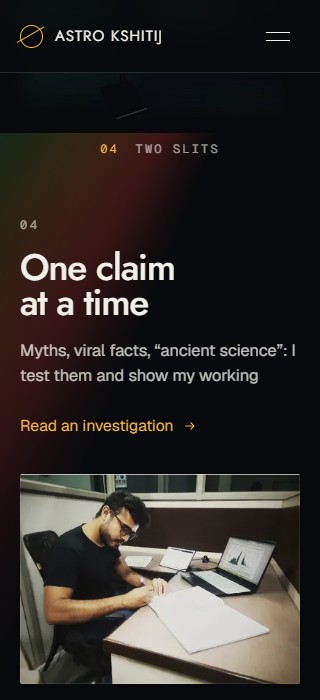 ASTRO KSHITIJ
04 TWO SLITS
04
One claim
at a time
Myths, viral facts, “ancient science”: I
test them and show my working
Read an investigation →